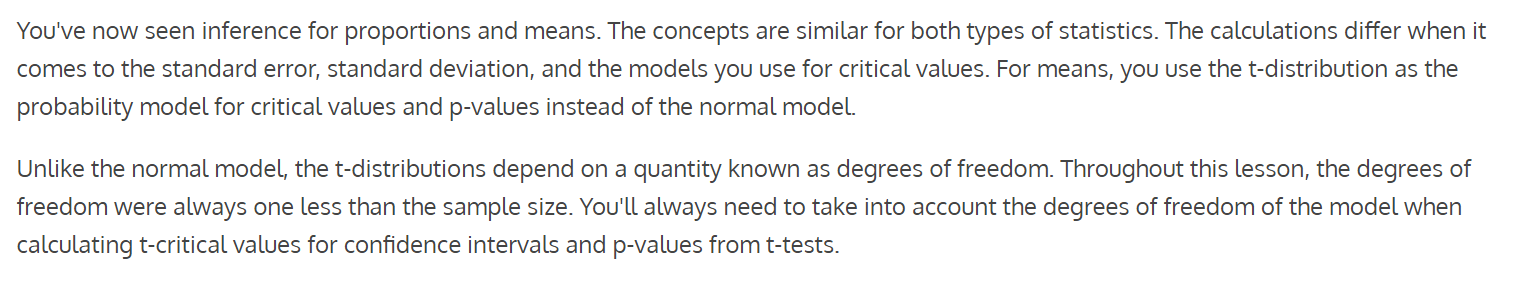 You've now seen inference for proportions and means. The concepts are similar for both types of statistics. The calculations differ when it
comes to the standard error, standard deviation, and the models you use for critical values. For means, you use the t-distribution as the
probability model for critical values and p-values instead of the normal model.
Unlike the normal model, the t-distributions depend on a quantity known as degrees of freedom. Throughout this lesson, the degrees of
freedom were always one less than the sample size. You'll always need to take into account the degrees of freedom of the model when
calculating t-critical values for confidence intervals and p-values from t-tests.